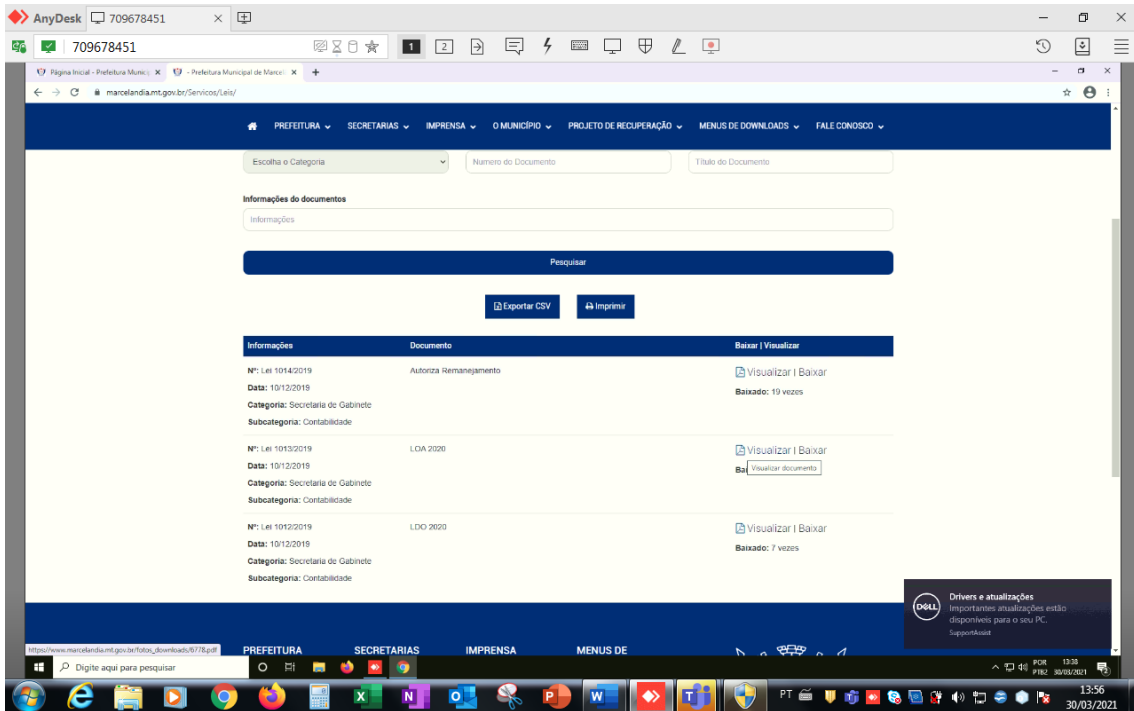 AnyDesk 709678451
709678451
1 2
Página Inicial - Prefeitura Munic - Prefeitura Municipal de Marcel
marcelandia.mt.gov.br/Servicos/Leis/
PREFEITURA SECRETARIAS IMPRENSA O MUNICÍPIO PROJETO DE RECUPERAÇÃO MENUS DE DOWNLOADS FALE CONOSCO
Escolha o Categoria Numero do Documento Título do Documento
Informações do documentos
Informações
Pesquisar
Exportar CSV Imprimir
Informações Documento Baixar | Visualizar
Nº: Lei 1014/2019 Autoriza Remanejamento Visualizar | Baixar
Data: 10/12/2019
Baixado: 19 vezes
Categoria: Secretaria de Gabinete
Subcategoria: Contabilidade
Nº: Lei 1013/2019 LOA 2020 Visualizar | Baixar
Data: 10/12/2019
Bai Visualizar documento
Categoria: Secretaria de Gabinete
Subcategoria: Contabilidade
Nº: Lei 1012/2019 LDO 2020 Visualizar | Baixar
Data: 10/12/2019
Baixado: 7 vezes
Categoria: Secretaria de Gabinete
Subcategoria: Contabilidade
DELL
Drivers e atualizações
Importantes atualizações estão
disponíveis para o seu PC.
SupportAssist
https://www.marcelandia.mt.gov.br/fotos_downloads/6778.pdf
PREFEITURA SECRETARIAS IMPRENSA MENUS DE
Digite aqui para pesquisar
POR 13:38
PTB2 30/03/2021
PT 13:56
30/03/2021